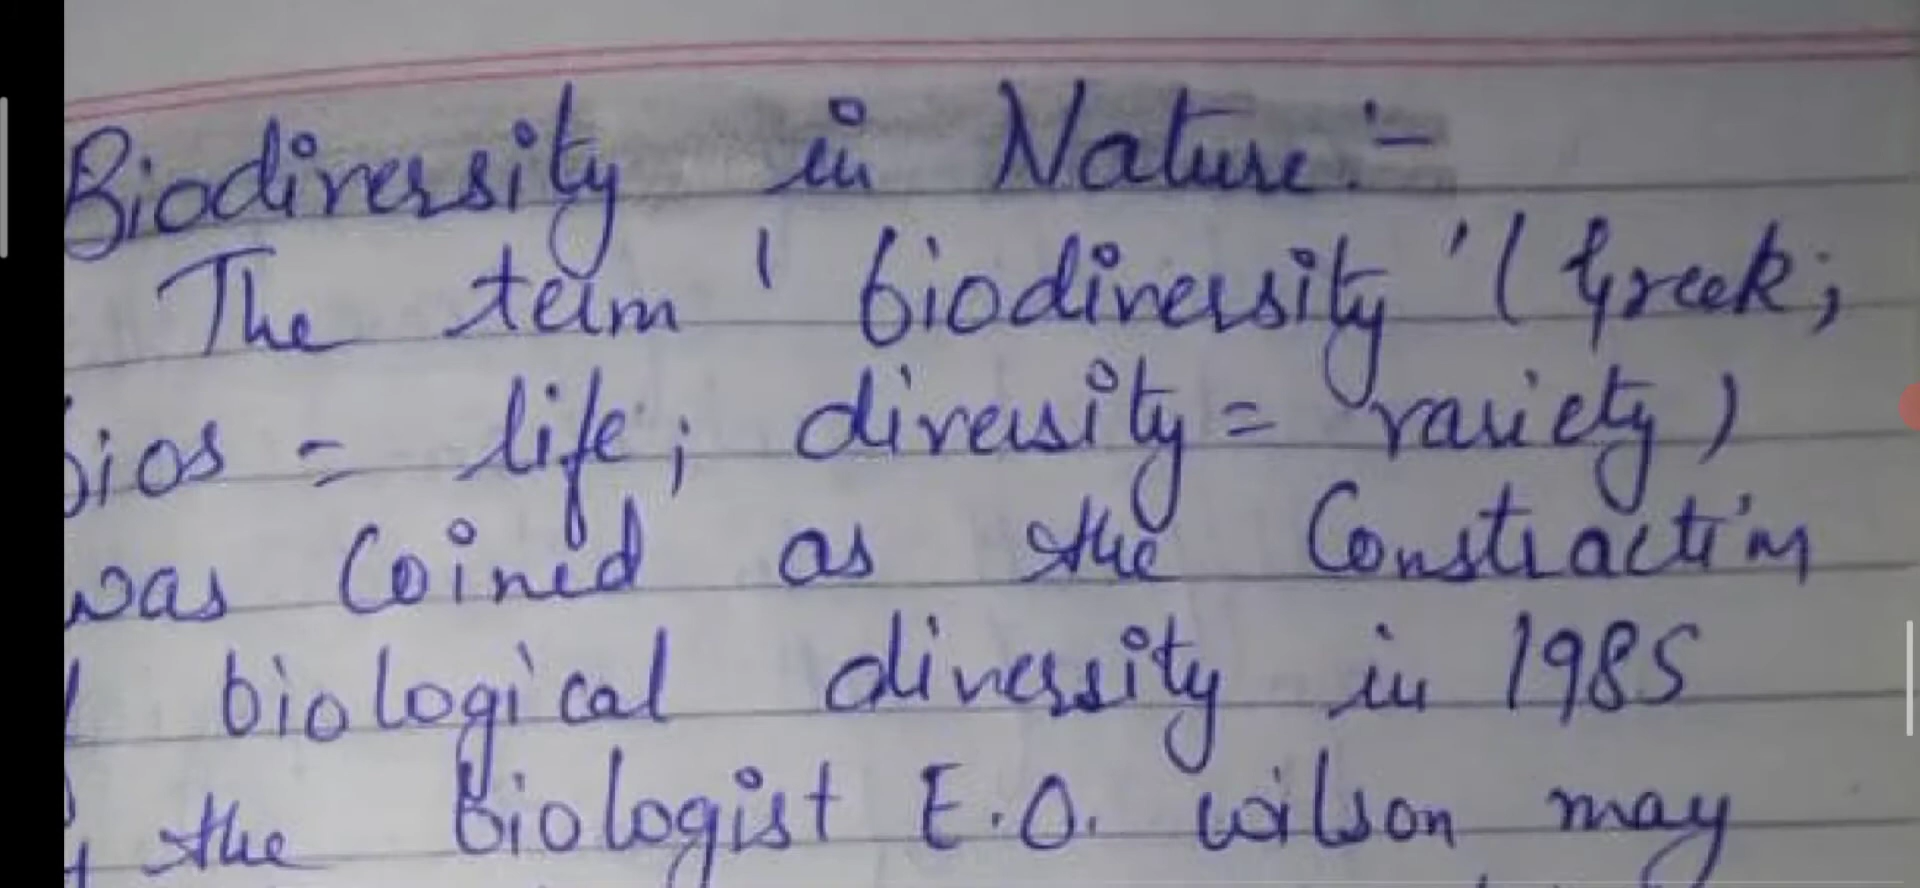 Biodiversity in Nature :-
The term ' biodiversity ' ( Greek;
bios = life; diversity = variety )
was Coined as the Constraction
biological diversity in 1985
the Biologist E.O. wilson may